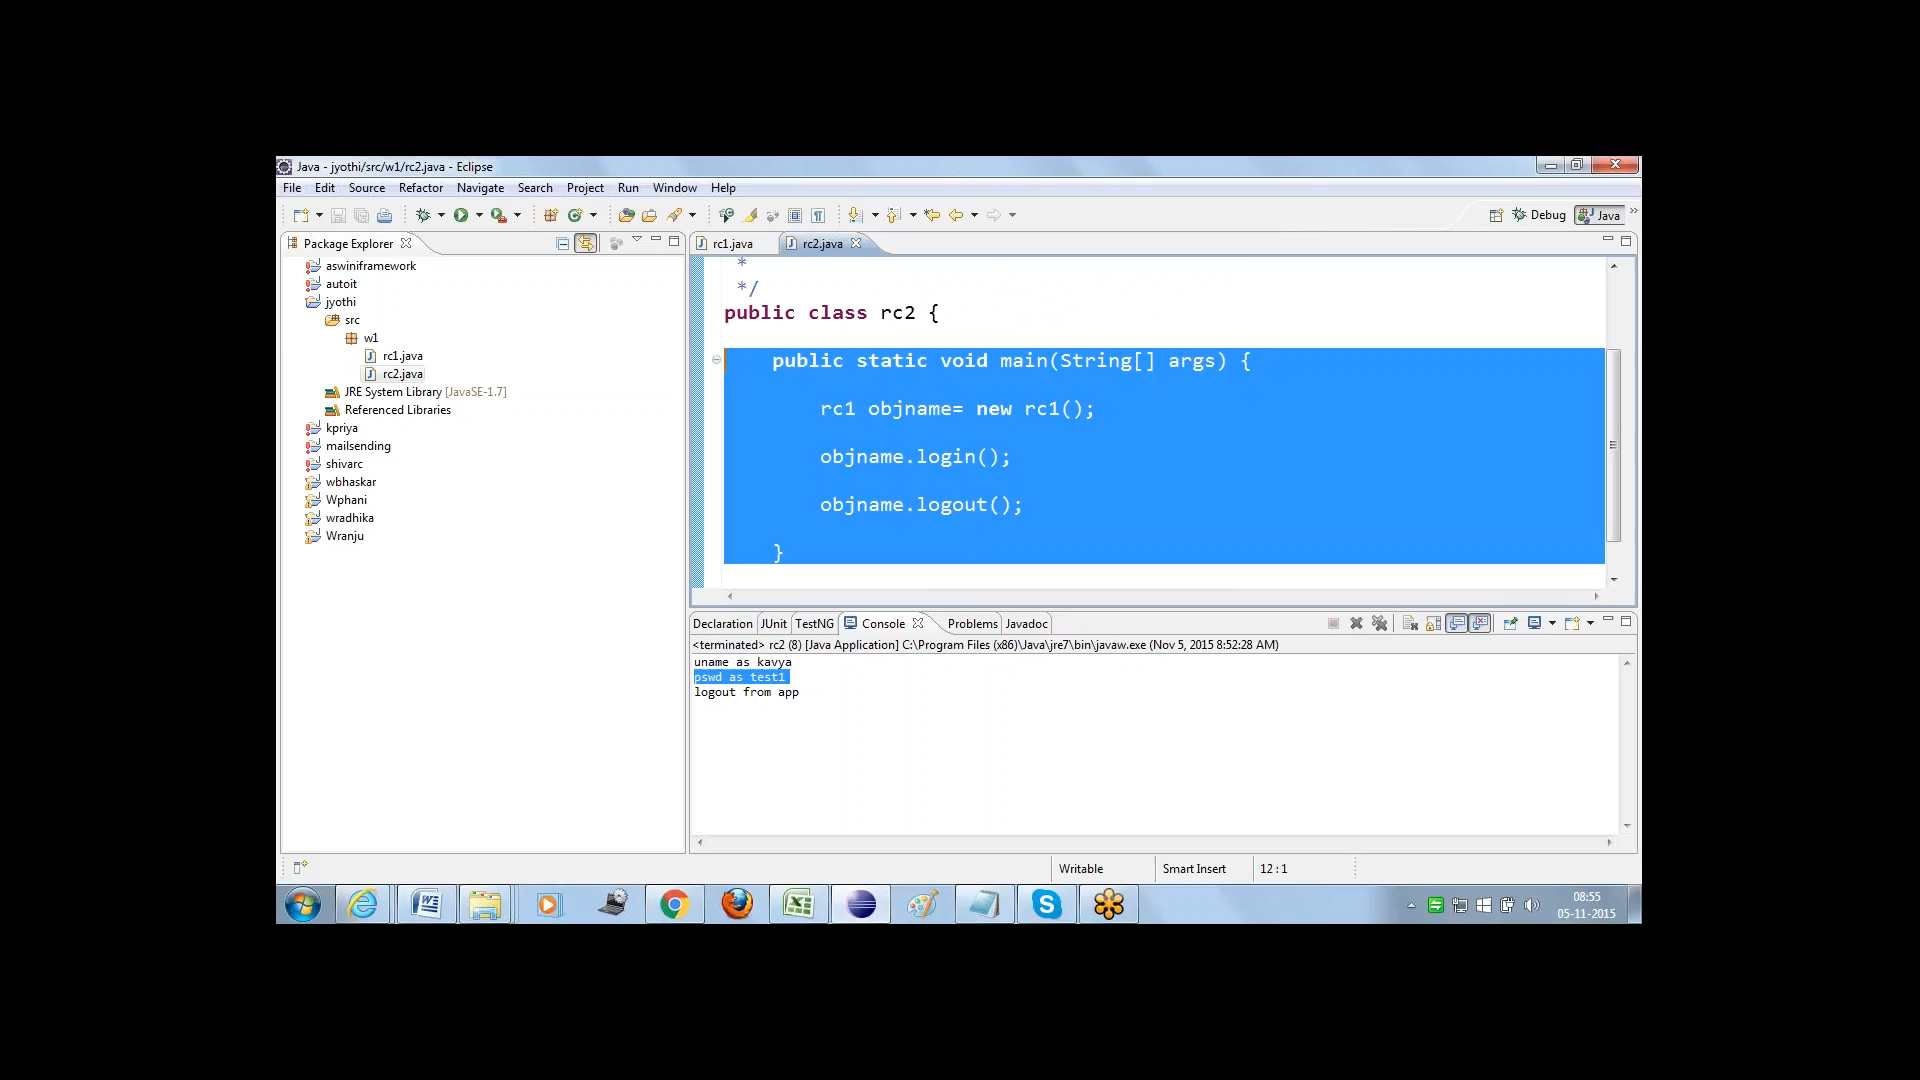 Java - jyothi/src/w1/rc2.java - Eclipse
File Edit Source Refactor Navigate Search Project Run Window Help
Debug Java
Package Explorer
aswiniframework
autoit
jyothi
src
w1
rc1.java
rc2.java
JRE System Library [JavaSE-1.7]
Referenced Libraries
kpriya
mailsending
shivarc
wbhaskar
Wphani
wradhika
Wranju
rc1.java rc2.java
*
*/
public class rc2 {
public static void main(String[] args) {
rc1 objname= new rc1();
objname.login();
objname.logout();
}
Declaration JUnit TestNG Console Problems Javadoc
<terminated> rc2 (8) [Java Application] C:\Program Files (x86)\Java\jre7\bin\javaw.exe (Nov 5, 2015 8:52:28 AM)
uname as kavya
pswd as test1
logout from app
Writable Smart Insert 12 : 1
08:55
05-11-2015